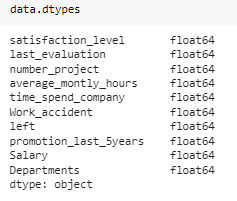 data.dtypes
satisfaction_level float64
last_evaluation float64
number_project float64
average_montly_hours float64
time_spend_company float64
Work_accident float64
left float64
promotion_last_5years float64
Salary float64
Departments float64
dtype: object